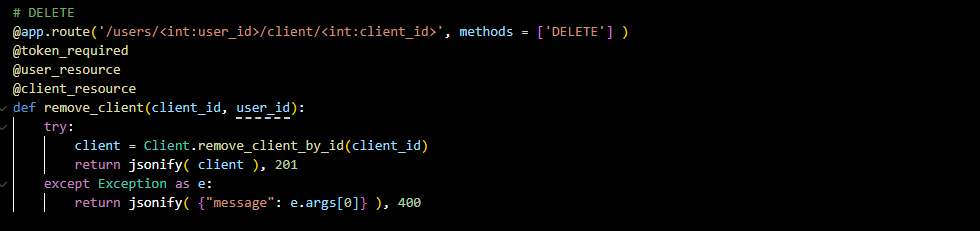 # DELETE
@app.route('/users/<int:user_id>/client/<int:client_id>', methods = ['DELETE'] )
@token_required
@user_resource
@client_resource
def remove_client(client_id, user_id):
    try:
        client = Client.remove_client_by_id(client_id)
        return jsonify( client ), 201
    except Exception as e:
        return jsonify( {"message": e.args[0]} ), 400